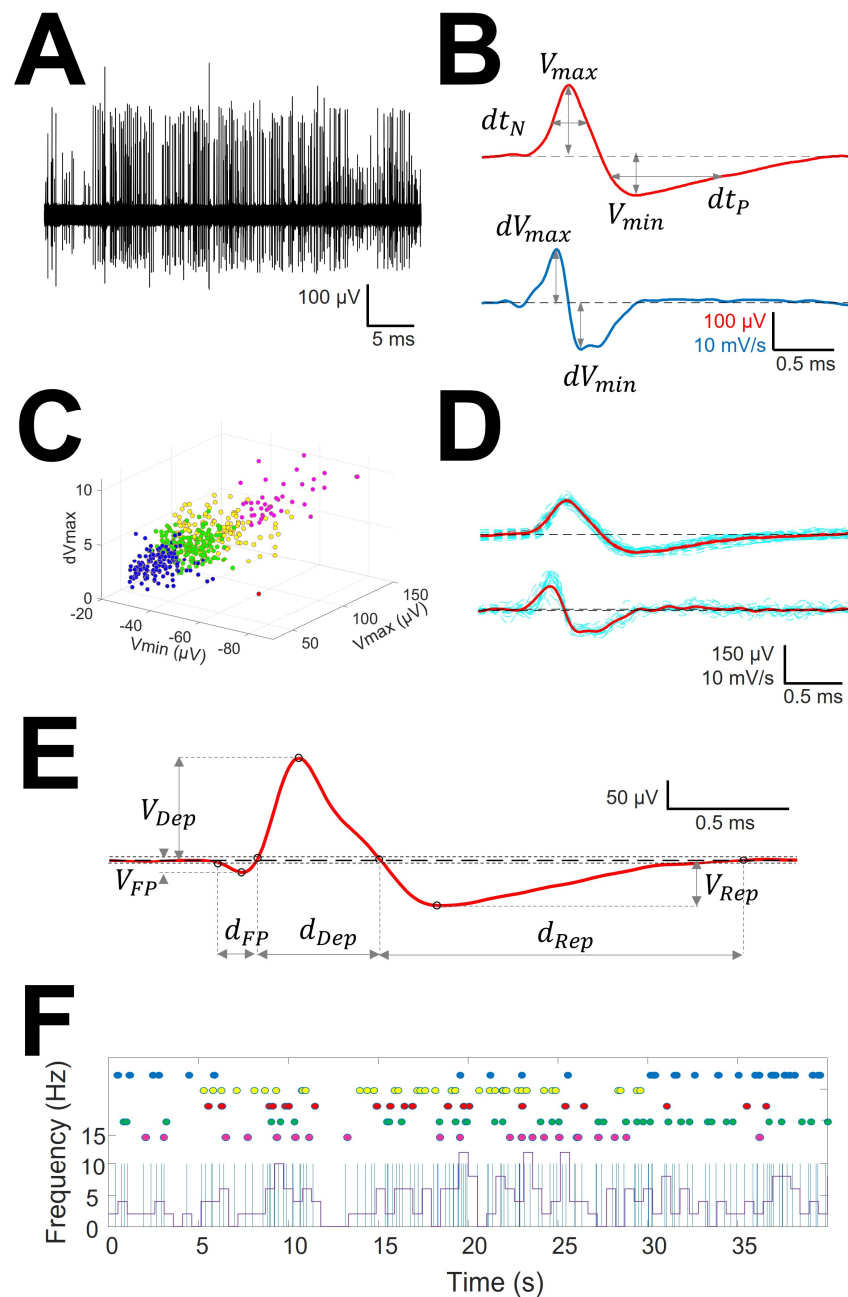 A
100 µV
5 ms
B
V_max
dt_N
V_min
dt_P
dV_max
dV_min
100 µV
10 mV/s
0.5 ms
C
dVmax
10
5
0
-20
-40
-60
-80
Vmin (µV)
50
100
150
Vmax (µV)
D
150 µV
10 mV/s
0.5 ms
E
V_Dep
V_FP
V_Rep
d_FP
d_Dep
d_Rep
50 µV
0.5 ms
F
Frequency (Hz)
15
10
5
0
0 5 10 15 20 25 30 35
Time (s)